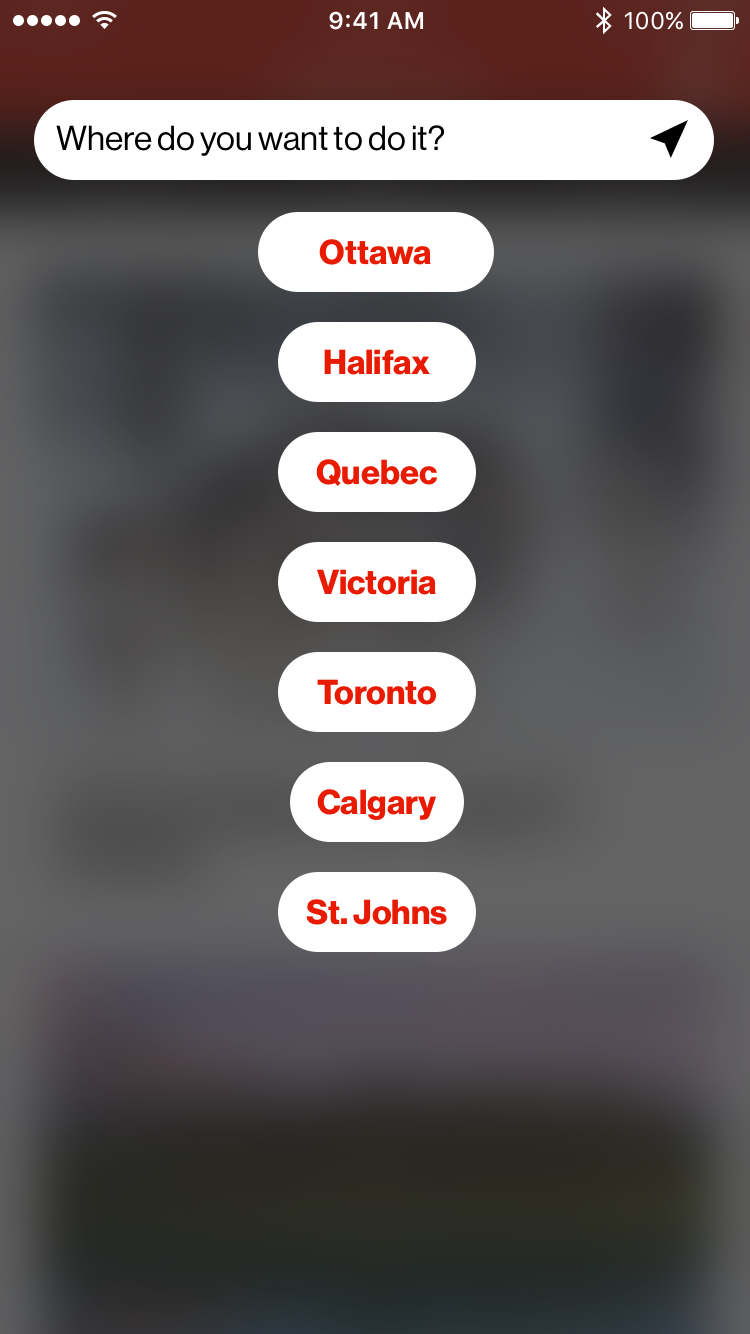 9:41 AM 100%
Where do you want to do it?
Ottawa
Halifax
Quebec
Victoria
Toronto
Calgary
St. Johns